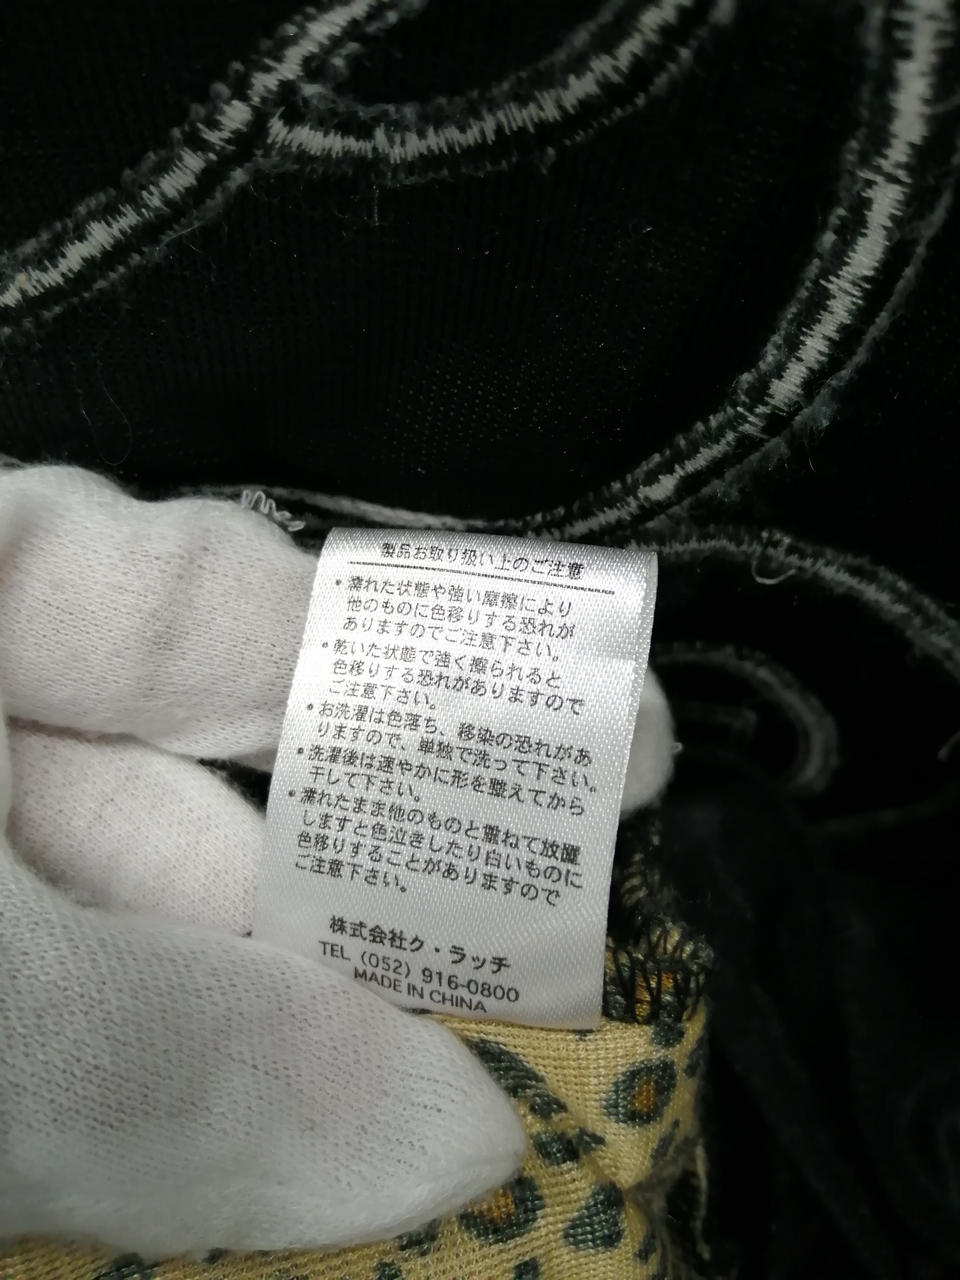 製品お取り扱い上のご注意
・濡れた状態や強い摩擦により
他のものに色移りする恐れが
ありますのでご注意下さい。
・乾いた状態で強く擦られると
色移りする恐れがありますので
ご注意下さい。
・お洗濯は色落ち、移染の恐れがあ
りますので、単独で洗って下さい。
・洗濯後は速やかに形を整えてから
干して下さい。
・濡れたまま他のものと重ねて放置
しますと色泣きしたり白いものに
色移りすることがありますので
ご注意下さい。
株式会社ク・ラッチ
TEL (052) 916-0800
MADE IN CHINA